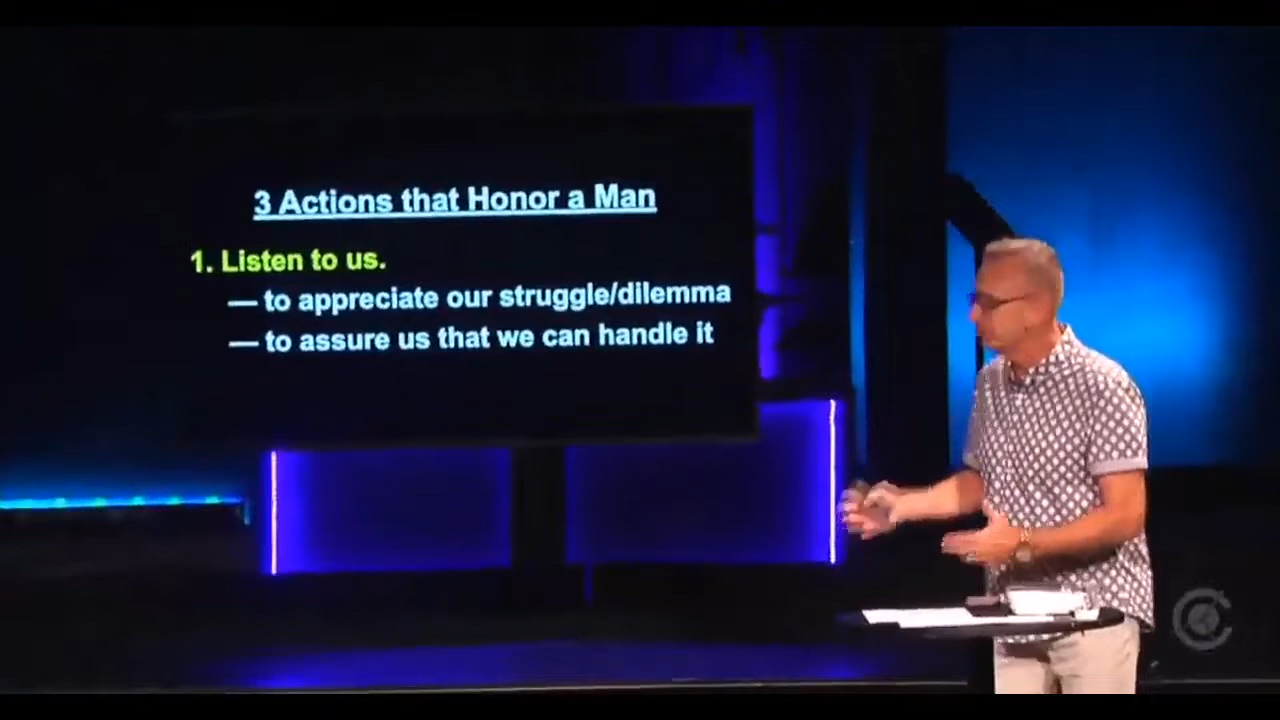 3 Actions that Honor a Man
1. Listen to us.
— to appreciate our struggle/dilemma
— to assure us that we can handle it